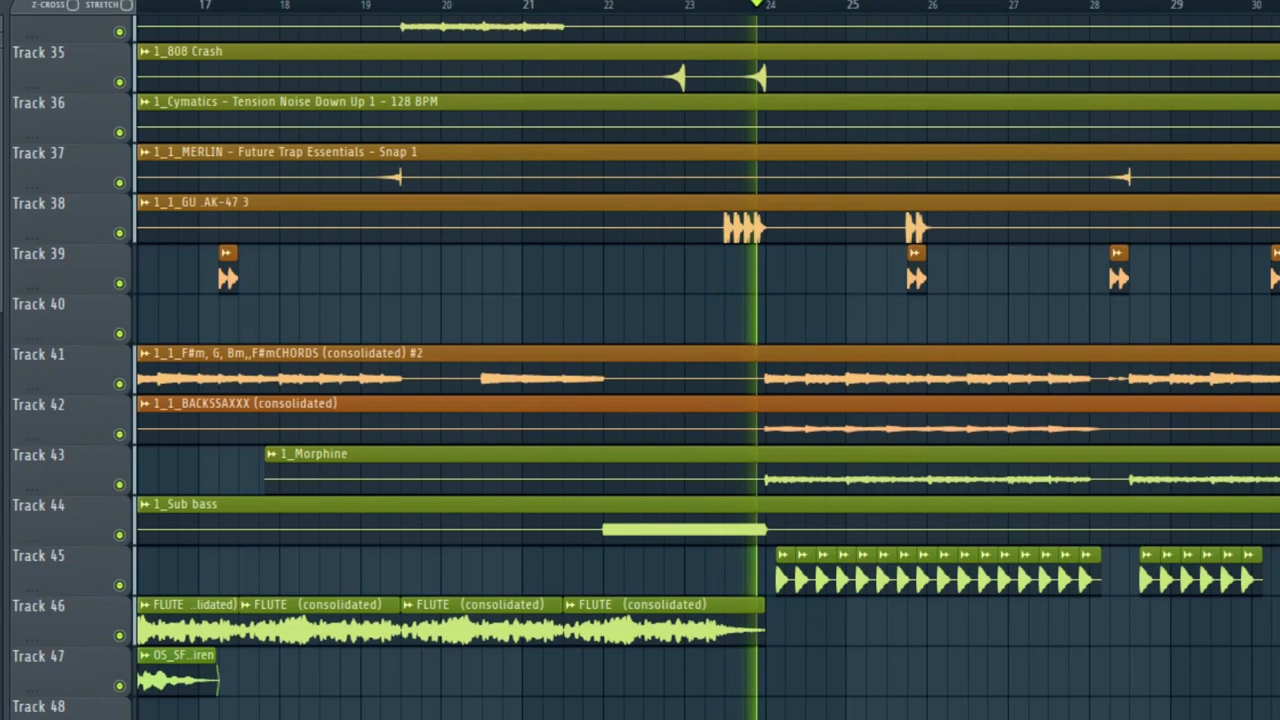 Z-CROSS STRETCH 17 18 19 20 21 22 23 24 25 26 27 28 29 30
Track 35 1_808 Crash
Track 36 1_Cymatics - Tension Noise Down Up 1 - 128 BPM
Track 37 1_1_MERLIN - Future Trap Essentials - Snap 1
Track 38 1_1_GU .AK-47 3
Track 39
Track 40
Track 41 1_1_F#m, G, Bm,,F#mCHORDS (consolidated) #2
Track 42 1_1_BACKSSAXXX (consolidated)
Track 43 1_Morphine
Track 44 1_Sub bass
Track 45
Track 46 FLUTE ..lidated) FLUTE (consolidated) FLUTE (consolidated) FLUTE (consolidated)
Track 47 OS_SF..iren
Track 48